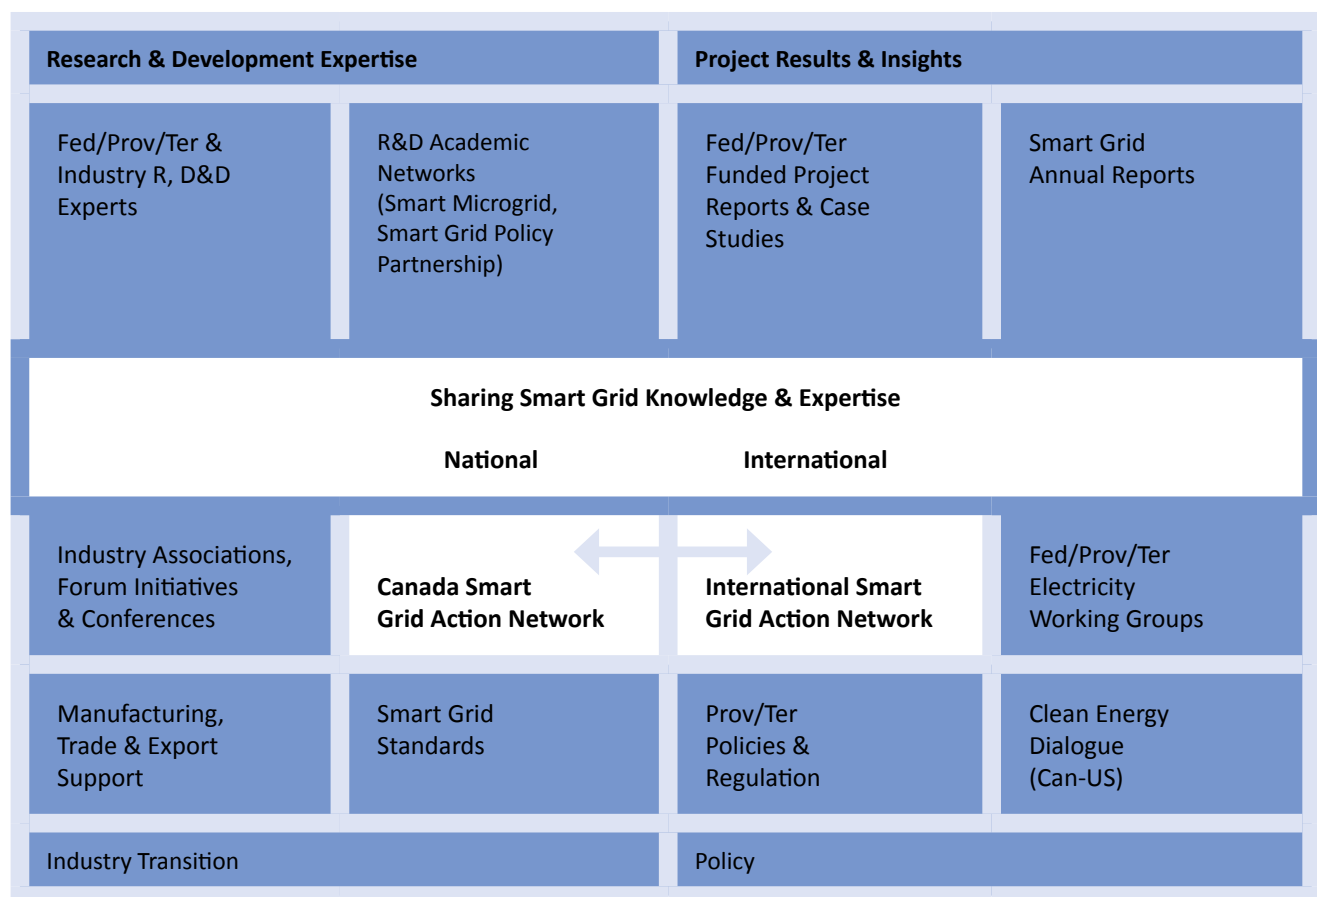 Research & Development Expertise
Project Results & Insights
Fed/Prov/Ter &
Industry R, D&D
Experts
R&D Academic
Networks
(Smart Microgrid,
Smart Grid Policy
Partnership)
Fed/Prov/Ter
Funded Project
Reports & Case
Studies
Smart Grid
Annual Reports
Sharing Smart Grid Knowledge & Expertise
National
International
Industry Associations,
Forum Initiatives
& Conferences
Canada Smart
Grid Action Network
International Smart
Grid Action Network
Fed/Prov/Ter
Electricity
Working Groups
Manufacturing,
Trade & Export
Support
Smart Grid
Standards
Prov/Ter
Policies &
Regulation
Clean Energy
Dialogue
(Can-US)
Industry Transition
Policy